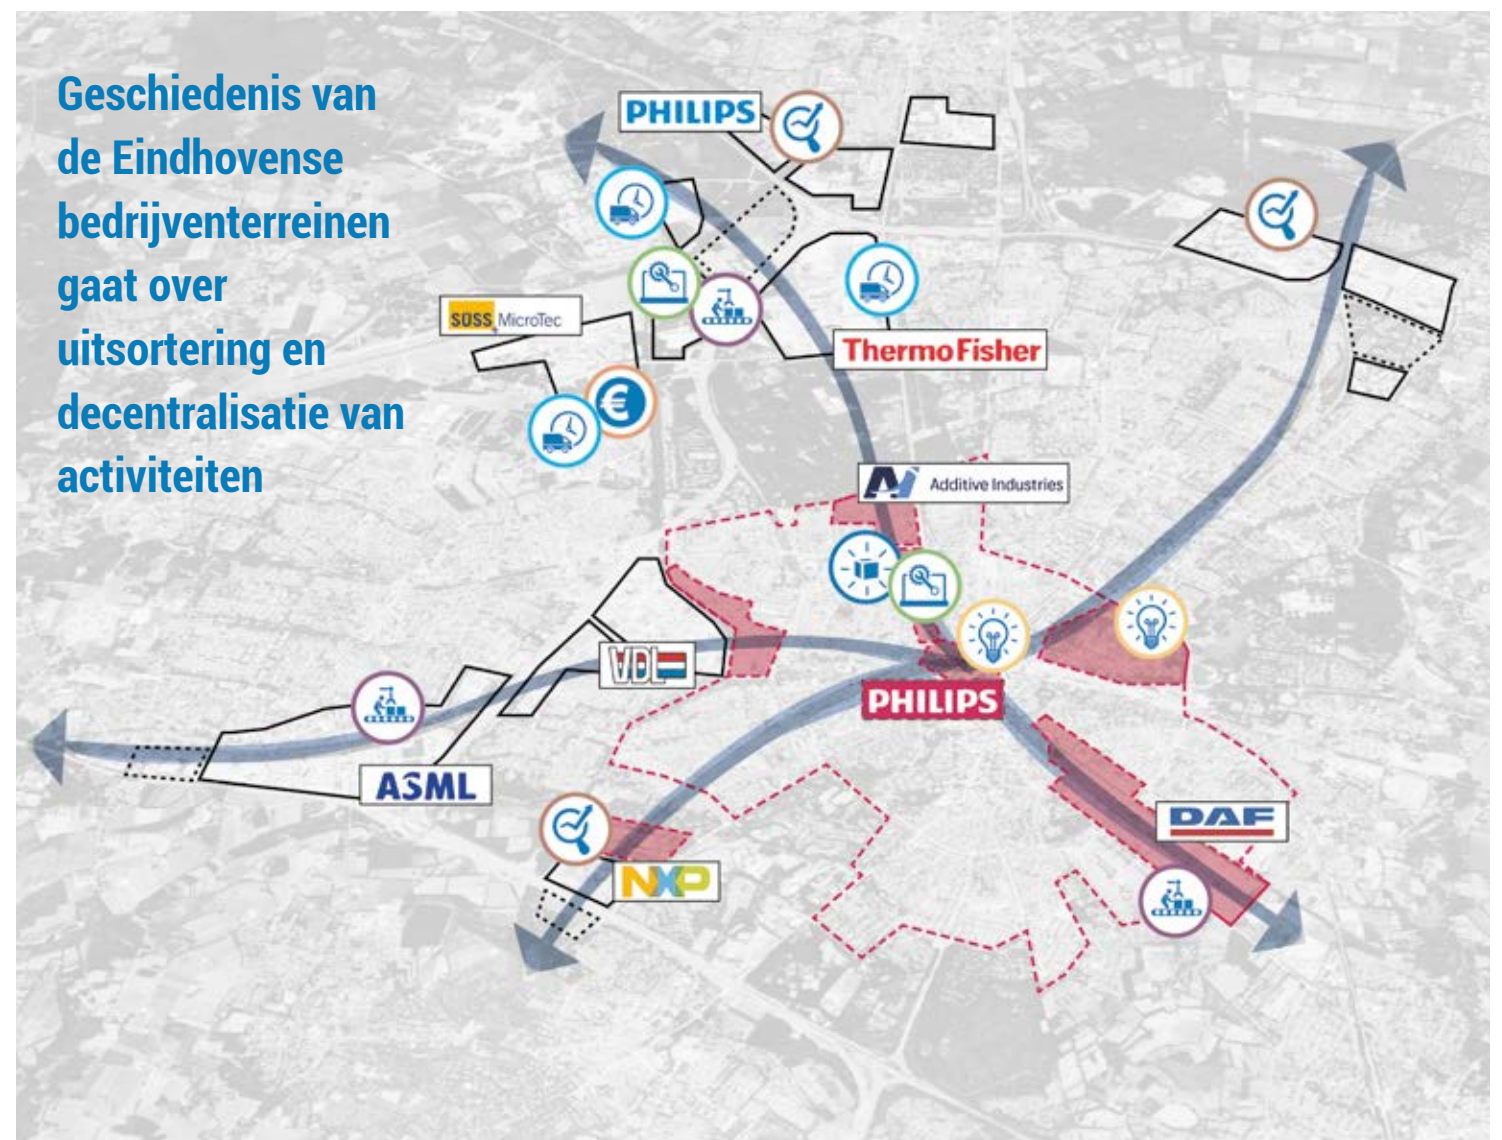 Geschiedenis van
de Eindhovense
bedrijventerreinen
gaat over
uitsortering en
decentralisatie van
activiteiten
PHILIPS
SÜSS MicroTec
€
ThermoFisher
Additive Industries
VDL
PHILIPS
ASML
DAF
NXP